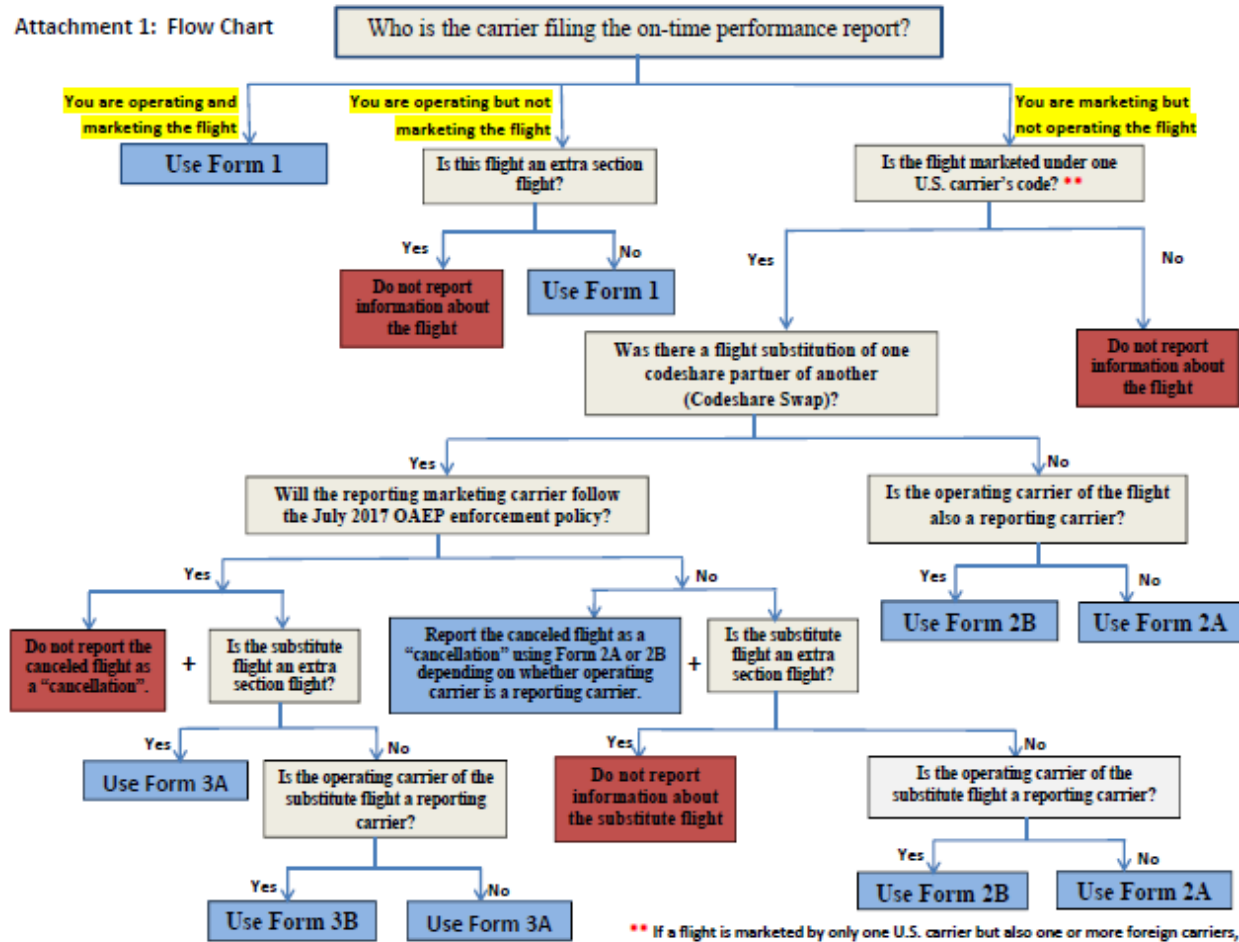 Attachment 1: Flow Chart
Who is the carrier filing the on-time performance report?
You are operating and
marketing the flight
You are operating but not
marketing the flight
You are marketing but
not operating the flight
Use Form 1
Is this flight an extra section
flight?
Is the flight marketed under one
U.S. carrier's code? **
Yes
No
Yes
No
Do not report
information about
the flight
Use Form 1
Was there a flight substitution of one
codeshare partner of another
(Codeshare Swap)?
Do not report
information about
the flight
Yes
No
Will the reporting marketing carrier follow
the July 2017 OAEP enforcement policy?
Is the operating carrier of the flight
also a reporting carrier?
Yes
No
Yes
No
Use Form 2B
Use Form 2A
Do not report the
canceled flight as
a "cancellation".
+
Is the substitute
flight an extra
section flight?
Report the canceled flight as a
"cancellation" using Form 2A or 2B
depending on whether operating
carrier is a reporting carrier.
+
Is the substitute
flight an extra
section flight?
Yes
No
Yes
No
Use Form 3A
Is the operating carrier of the
substitute flight a reporting
carrier?
Do not report
information about
the substitute flight
Is the operating carrier of the
substitute flight a reporting carrier?
Yes
No
Yes
No
Use Form 3B
Use Form 3A
Use Form 2B
Use Form 2A
** If a flight is marketed by only one U.S. carrier but also one or more foreign carriers,